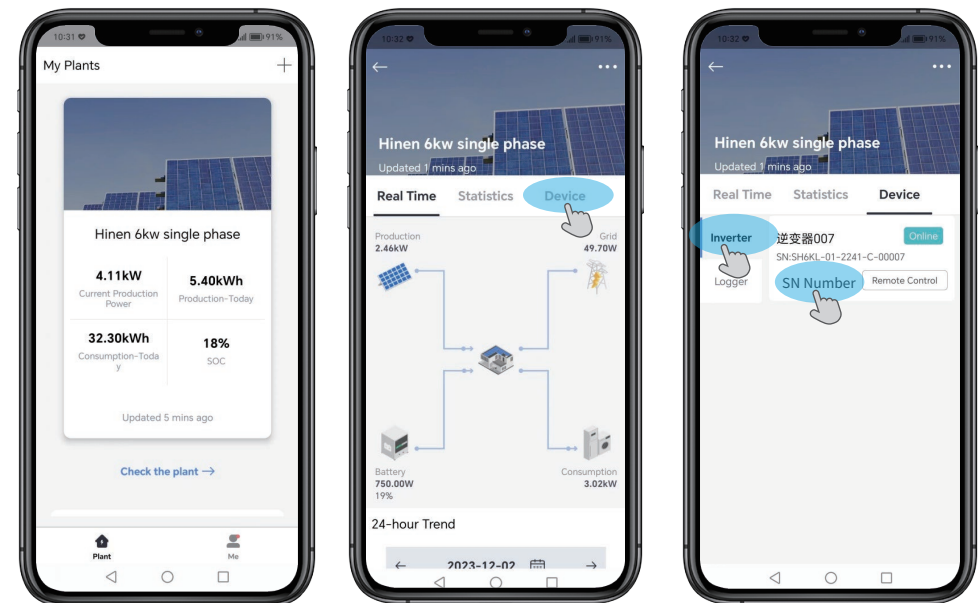 10:31
91%
My Plants
Hinen 6kw single phase
4.11kW
Current Production
Power
5.40kWh
Production-Today
32.30kWh
Consumption-Toda
y
18%
SOC
Updated 5 mins ago
Check the plant →
Plant
Me
10:32
91%
Hinen 6kw single phase
Updated 1 mins ago
Real Time
Statistics
Device
Production
2.46kW
Grid
49.70W
Battery
750.00W
19%
Consumption
3.02kW
24-hour Trend
← 2023-12-02 →
10:32
91%
Hinen 6kw single phase
Updated 1 mins ago
Real Time
Statistics
Device
Inverter
Logger
逆变器007
Online
SN:SH6KL-01-2241-C-00007
SN Number
Remote Control